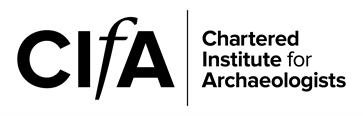 CIfA
Chartered
Institute for
Archaeologists